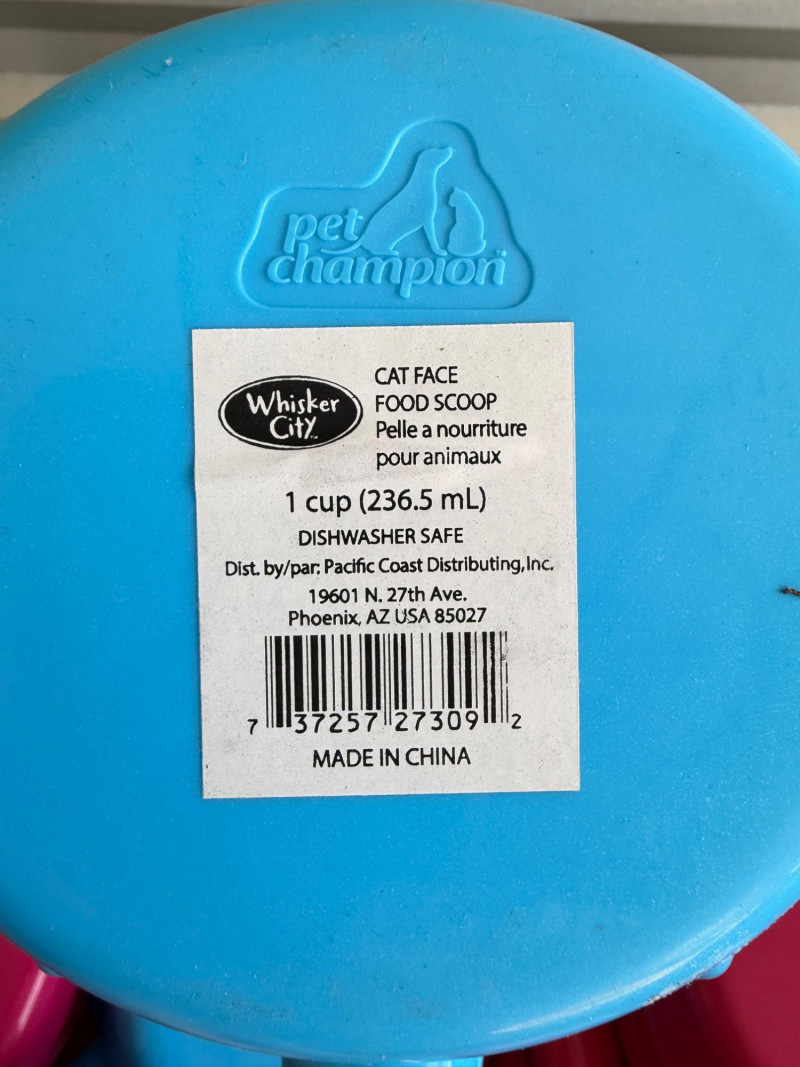 pet
champion
Whisker
City
CAT FACE
FOOD SCOOP
Pelle a nourriture
pour animaux
1 cup (236.5 mL)
DISHWASHER SAFE
Dist. by/par: Pacific Coast Distributing,Inc.
19601 N. 27th Ave.
Phoenix, AZ USA 85027
7 37257 27309 2
MADE IN CHINA